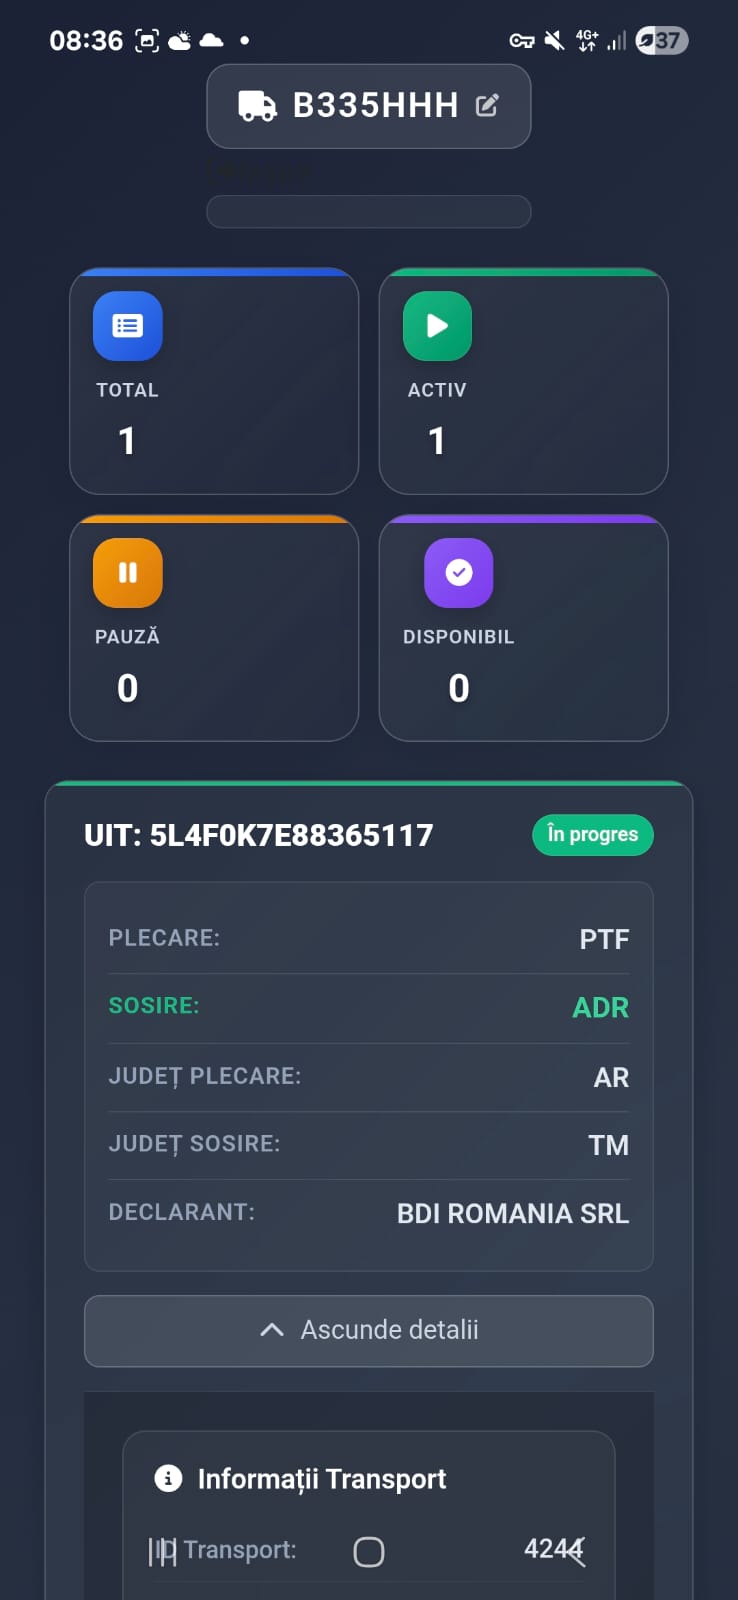 08:36
4G+
37
B335HHH
TOTAL
1
ACTIV
1
PAUZĂ
0
DISPONIBIL
0
UIT: 5L4F0K7E88365117
În progres
PLECARE: PTF
SOSIRE: ADR
JUDEȚ PLECARE: AR
JUDEȚ SOSIRE: TM
DECLARANT: BDI ROMANIA SRL
Ascunde detalii
Informații Transport
ID Transport: 4244